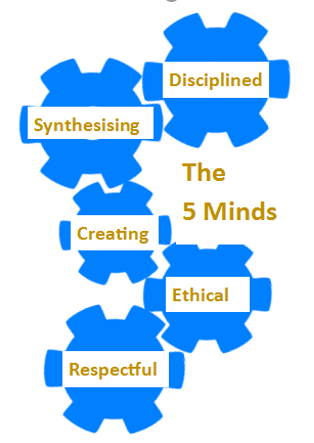 Disciplined
Synthesising
The
5 Minds
Creating
Ethical
Respectful